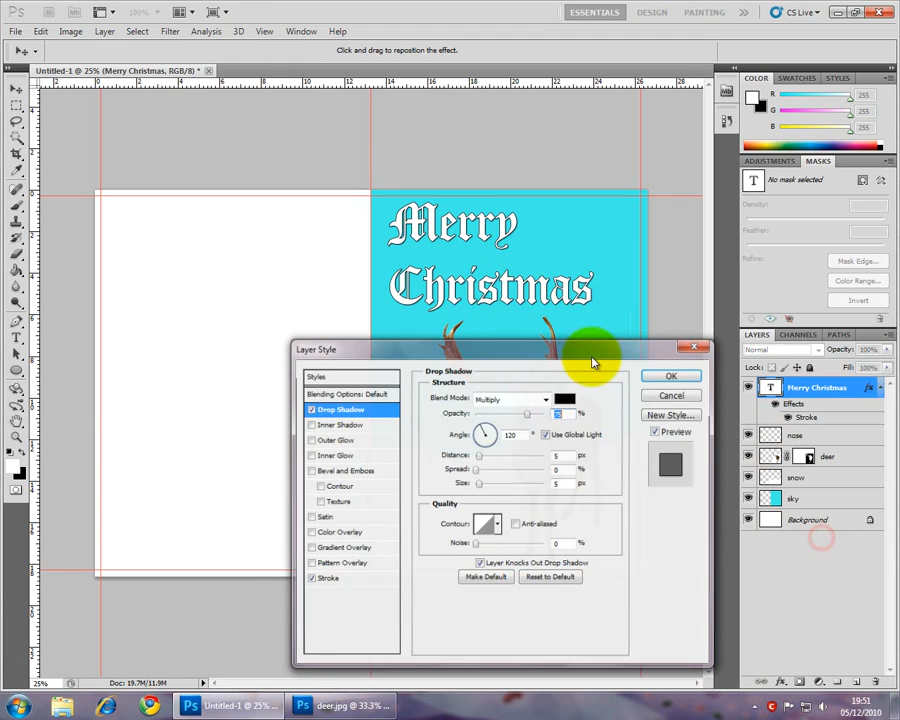 Ps 100% ESSENTIALS DESIGN PAINTING CS Live
File Edit Image Layer Select Filter Analysis 3D View Window Help
Click and drag to reposition the effect.
Untitled-1 @ 25% (Merry Christmas, RGB/8) *
Merry
Christmas
Layer Style
Styles
Blending Options: Default
Drop Shadow
Inner Shadow
Outer Glow
Inner Glow
Bevel and Emboss
Contour
Texture
Satin
Color Overlay
Gradient Overlay
Pattern Overlay
Stroke
Drop Shadow
Structure
Blend Mode: Multiply
Opacity: 75 %
Angle: 120 ° Use Global Light
Distance: 5 px
Spread: 0 %
Size: 5 px
Quality
Contour: Anti-aliased
Noise: 0 %
Layer Knocks Out Drop Shadow
Make Default Reset to Default
OK
Cancel
New Style...
Preview
COLOR SWATCHES STYLES
R 255
G 255
B 255
ADJUSTMENTS MASKS
T No mask selected
Density:
Feather:
Refine: Mask Edge...
Color Range...
Invert
LAYERS CHANNELS PATHS
Normal Opacity: 100%
Lock: Fill: 100%
T Merry Christmas fx
Effects
Stroke
nose
deer
snow
sky
Background
25% Doc: 19.7M/11.9M
Ps Untitled-1 @ 25% ... Ps deer.jpg @ 33.3% ...
19:51
05/12/2010